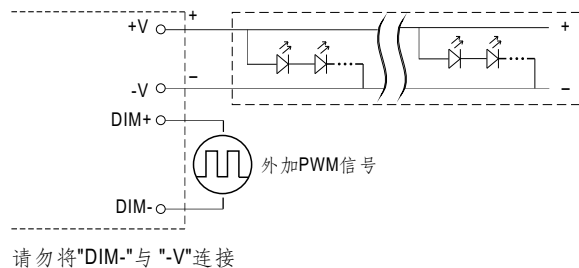 +V
+
+
-V
−
−
DIM+
外加PWM信号
DIM-
请勿将"DIM-"与 "-V"连接